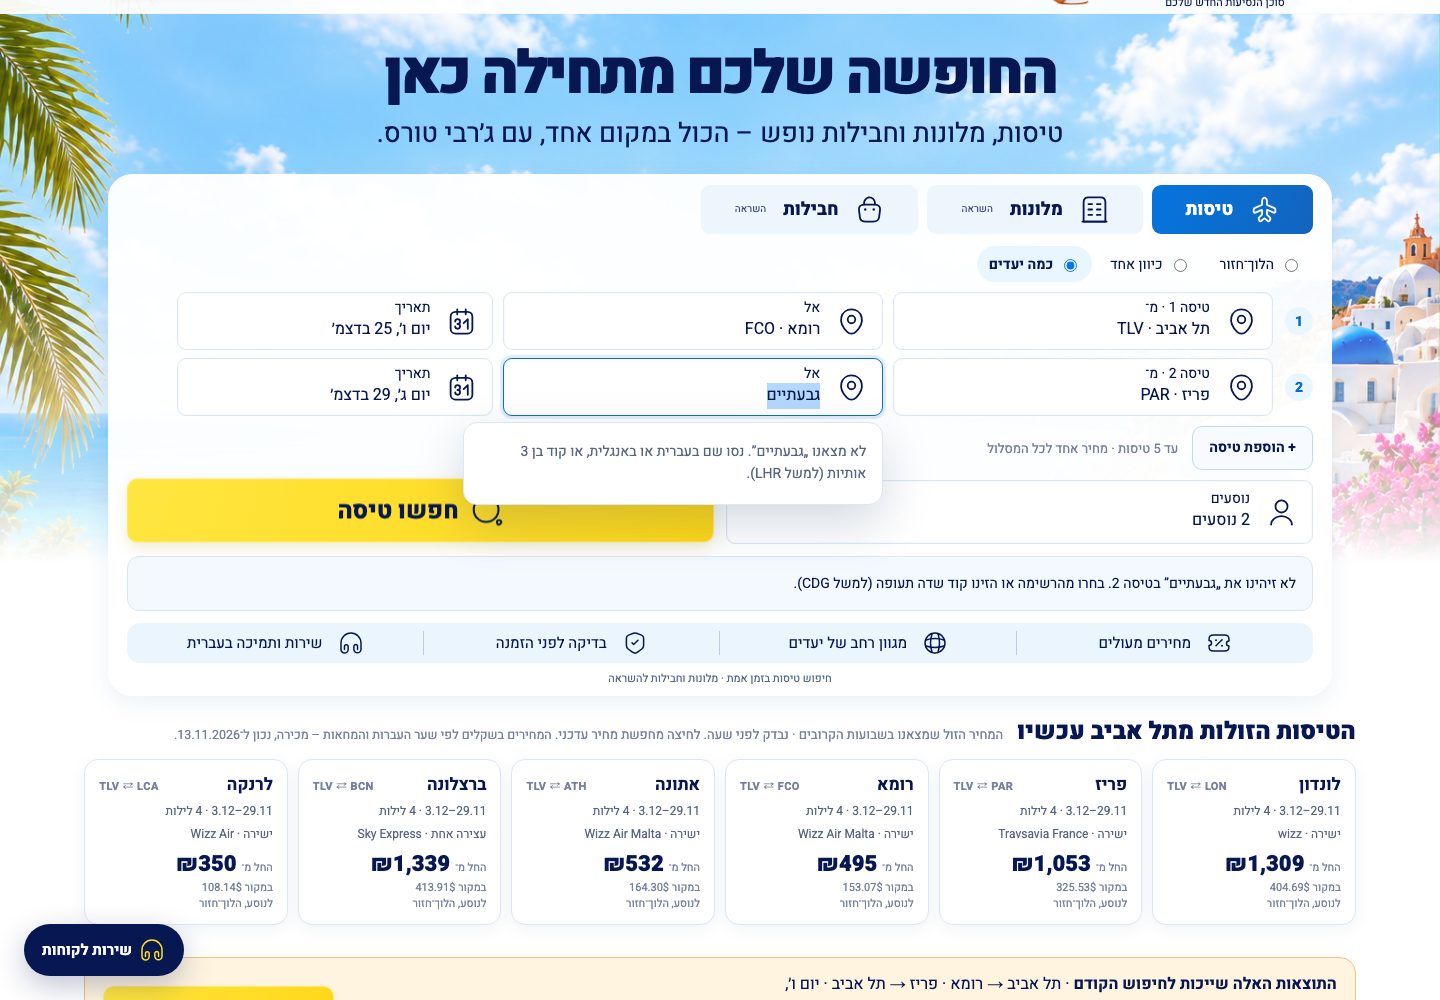 סוכן הנסיעות החדש שלכם
החופשה שלכם מתחילה כאן
טיסות, מלונות וחבילות נופש – הכול במקום אחד, עם ג׳רבי טורס.
טיסות
מלונות השראה
חבילות השראה
הלוך־חזור
כיוון אחד
כמה יעדים
1
טיסה 1 · מ־
תל אביב · TLV
אל
רומא · FCO
תאריך
יום ו׳, 25 בדצמ׳
2
טיסה 2 · מ־
פריז · PAR
אל
גבעתיים
תאריך
יום ג׳, 29 בדצמ׳
+ הוספת טיסה
עד 5 טיסות · מחיר אחד לכל המסלול
לא מצאנו „גבעתיים”. נסו שם בעברית או באנגלית, או קוד בן 3
אותיות (למשל LHR).
נוסעים
2 נוסעים
חפשו טיסה
לא זיהינו את „גבעתיים” בטיסה 2. בחרו מהרשימה או הזינו קוד שדה תעופה (למשל CDG).
מחירים מעולים
מגוון רחב של יעדים
בדיקה לפני הזמנה
שירות ותמיכה בעברית
חיפוש טיסות בזמן אמת · מלונות וחבילות להשראה
הטיסות הזולות מתל אביב עכשיו
המחיר הזול שמצאנו בשבועות הקרובים · נבדק לפני שעה. לחיצה מחפשת מחיר עדכני. המחירים בשקלים לפי שער העברות והמחאות – מכירה, נכון ל־13.11.2026.
לונדון
TLV ⇄ LON
29.11–3.12 · 4 לילות
ישירה · wizz
החל מ־ ₪1,309
במקור $404.69
לנוסע, הלוך־חזור
פריז
TLV ⇄ PAR
29.11–3.12 · 4 לילות
ישירה · Travsavia France
החל מ־ ₪1,053
במקור $325.53
לנוסע, הלוך־חזור
רומא
TLV ⇄ FCO
29.11–3.12 · 4 לילות
ישירה · Wizz Air Malta
החל מ־ ₪495
במקור $153.07
לנוסע, הלוך־חזור
אתונה
TLV ⇄ ATH
29.11–3.12 · 4 לילות
ישירה · Wizz Air Malta
החל מ־ ₪532
במקור $164.30
לנוסע, הלוך־חזור
ברצלונה
TLV ⇄ BCN
29.11–3.12 · 4 לילות
עצירה אחת · Sky Express
החל מ־ ₪1,339
במקור $413.91
לנוסע, הלוך־חזור
לרנקה
TLV ⇄ LCA
29.11–3.12 · 4 לילות
ישירה · Wizz Air
החל מ־ ₪350
במקור $108.14
לנוסע, הלוך־חזור
שירות לקוחות
התוצאות האלה שייכות לחיפוש הקודם · תל אביב → רומא · פריז → תל אביב · יום ו׳,